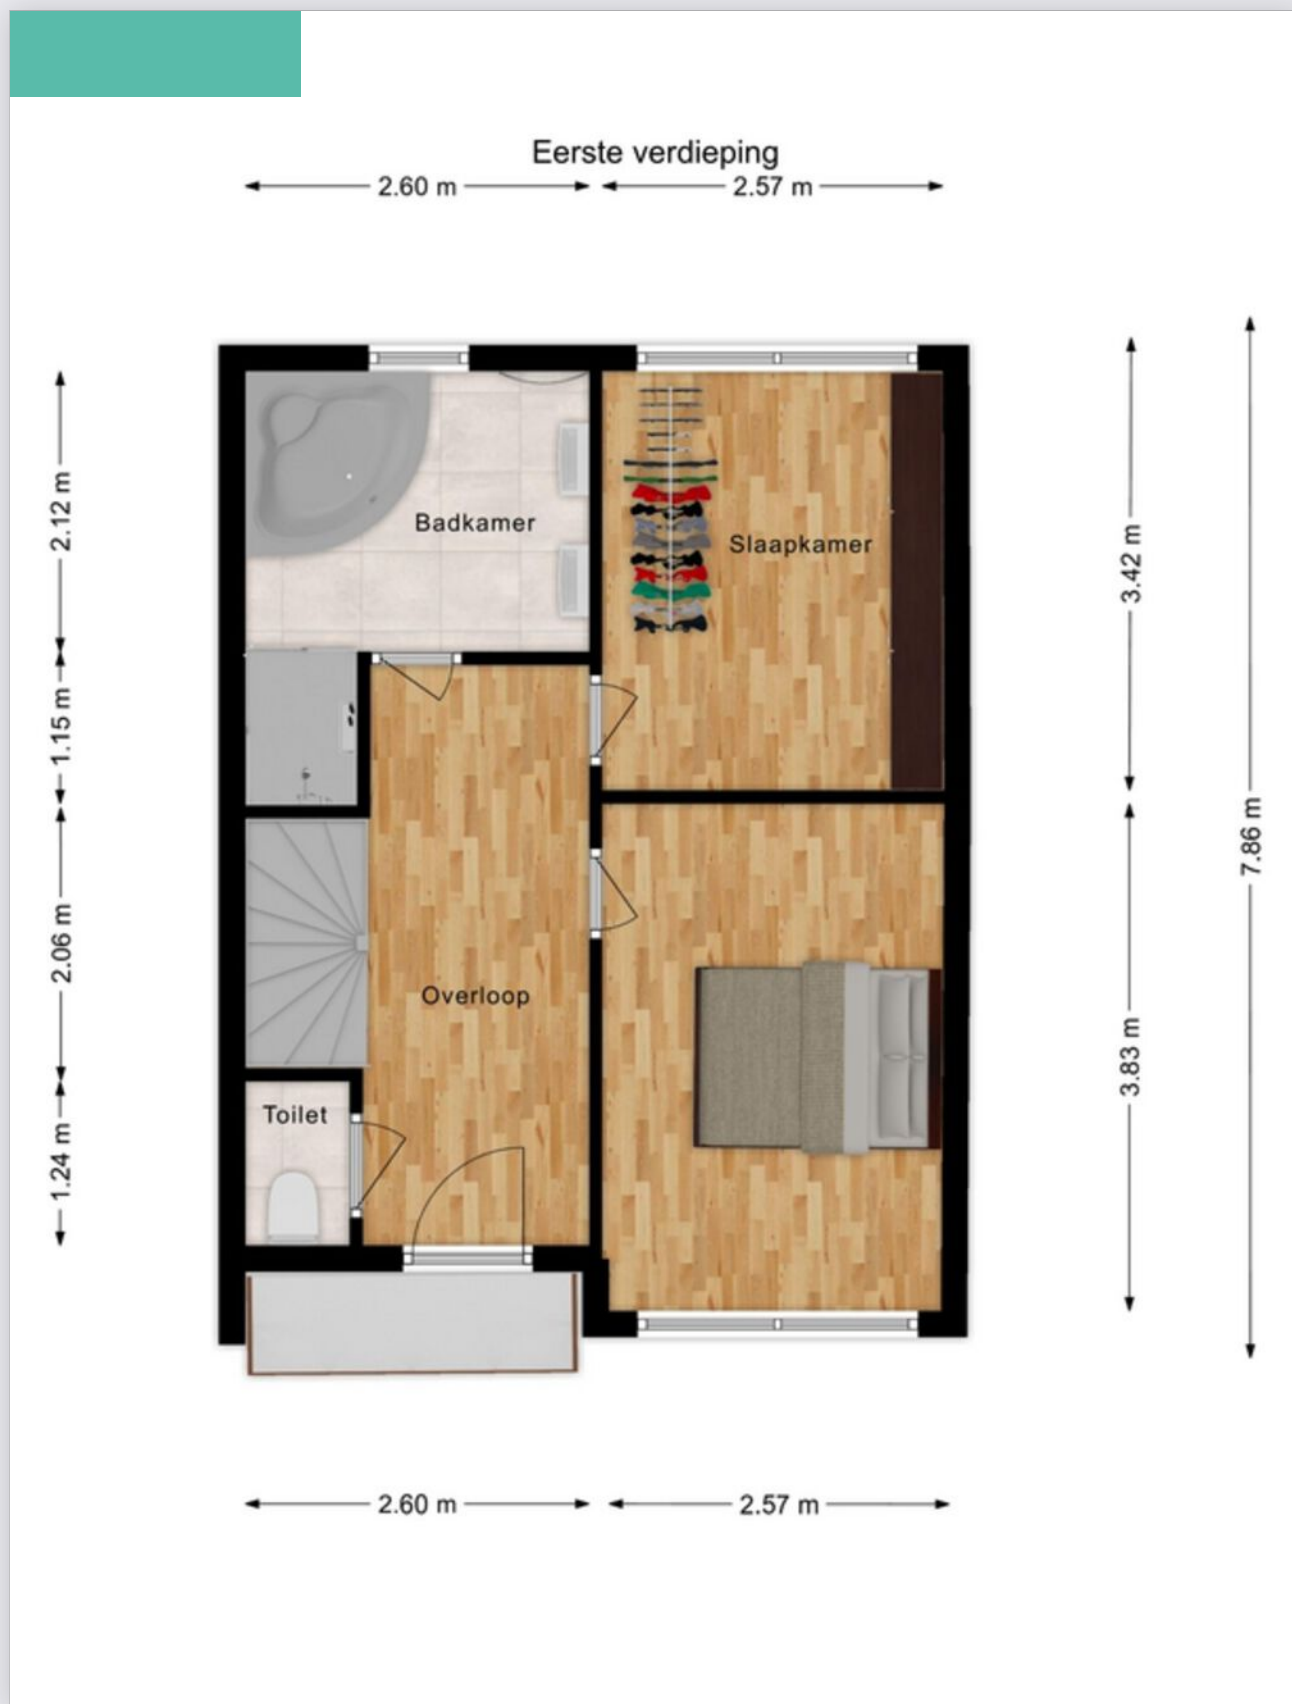 Eerste verdieping
2.60 m
2.57 m
2.12 m
1.15 m
2.06 m
1.24 m
Badkamer
Slaapkamer
Overloop
Toilet
3.42 m
3.83 m
7.86 m
2.60 m
2.57 m